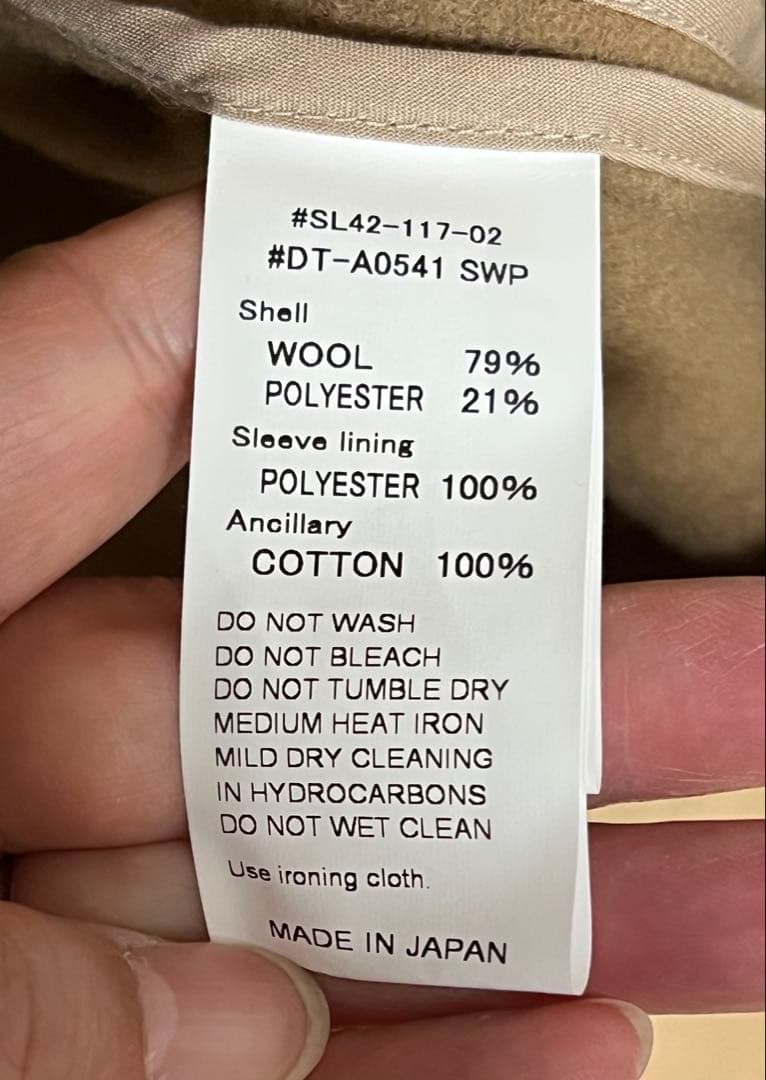 #SL42-117-02
#DT-A0541 SWP
Shell
WOOL 79%
POLYESTER 21%
Sleeve lining
POLYESTER 100%
Ancillary
COTTON 100%
DO NOT WASH
DO NOT BLEACH
DO NOT TUMBLE DRY
MEDIUM HEAT IRON
MILD DRY CLEANING
IN HYDROCARBONS
DO NOT WET CLEAN
Use ironing cloth.
MADE IN JAPAN